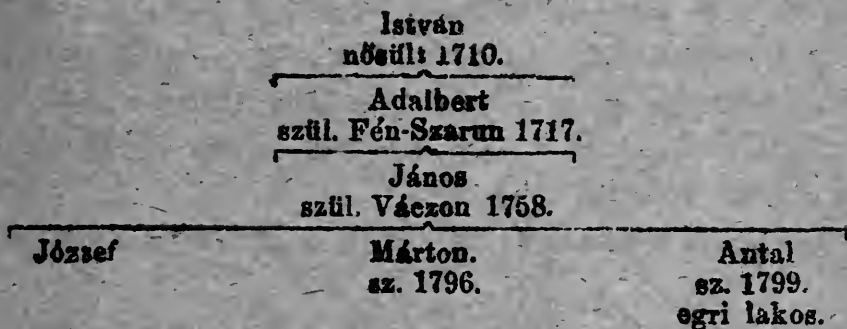 István
nősült 1710.
Adalbert
szül. Fén-Szarun 1717.
János
szül. Váczon 1758.
József Márton. Antal
sz. 1796. sz. 1799.
egri lakos.